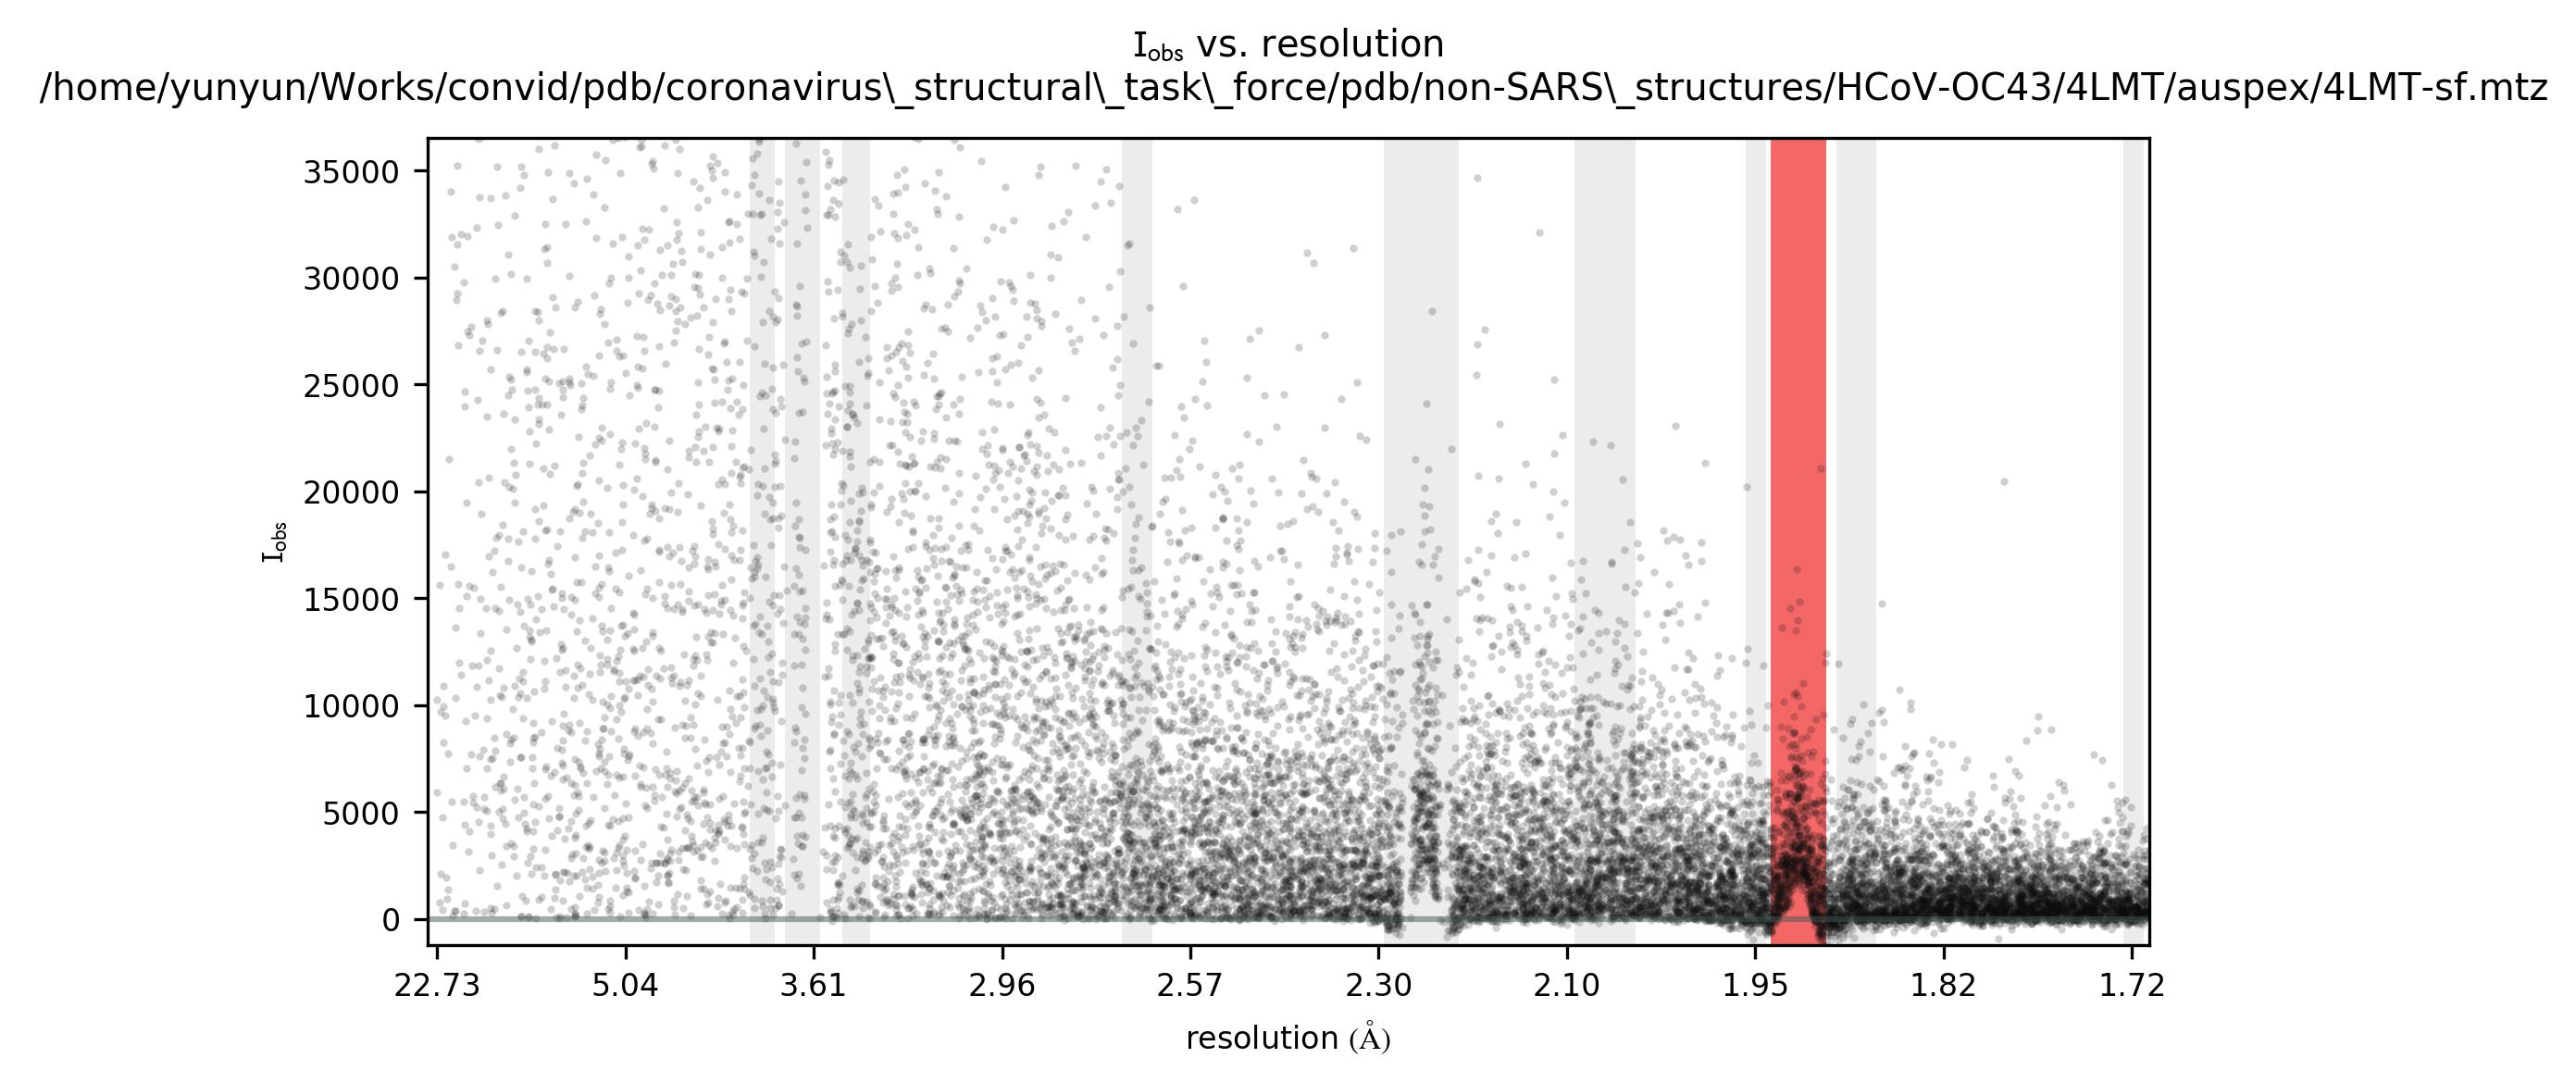 Iobs vs. resolution
/home/yunyun/Works/convid/pdb/coronavirus\_structural\_task\_force/pdb/non-SARS\_structures/HCoV-OC43/4LMT/auspex/4LMT-sf.mtz
35000
30000
25000
20000
15000
10000
5000
0
Iobs
22.73 5.04 3.61 2.96 2.57 2.30 2.10 1.95 1.82 1.72
resolution (Å)